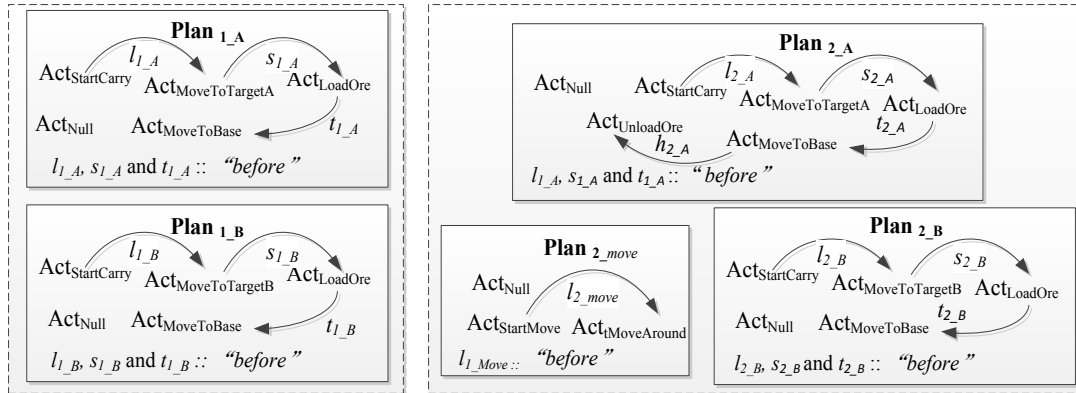 Plan 1_A
l1_A s1_A
ActStartCarry ActMoveToTargetA ActLoadOre
ActNull ActMoveToBase t1_A
l1_A, s1_A and t1_A :: “before”
Plan 1_B
l1_B s1_B
ActStartCarry ActMoveToTargetB ActLoadOre
ActNull ActMoveToBase t1_B
l1_B, s1_B and t1_B :: “before”
Plan 2_A
l2_A s2_A
ActNull ActStartCarry ActMoveToTargetA ActLoadOre
ActUnloadOre h2_A ActMoveToBase t2_A
l1_A, s1_A and t1_A :: “before”
Plan 2_move
ActNull l2_move
ActStartMove ActtMoveAround
l1_Move :: “before”
Plan 2_B
l2_B s2_B
ActStartCarry ActMoveToTargetB ActLoadOre
ActNull ActMoveToBase t2_B
l2_B, s2_B and t2_B :: “before”